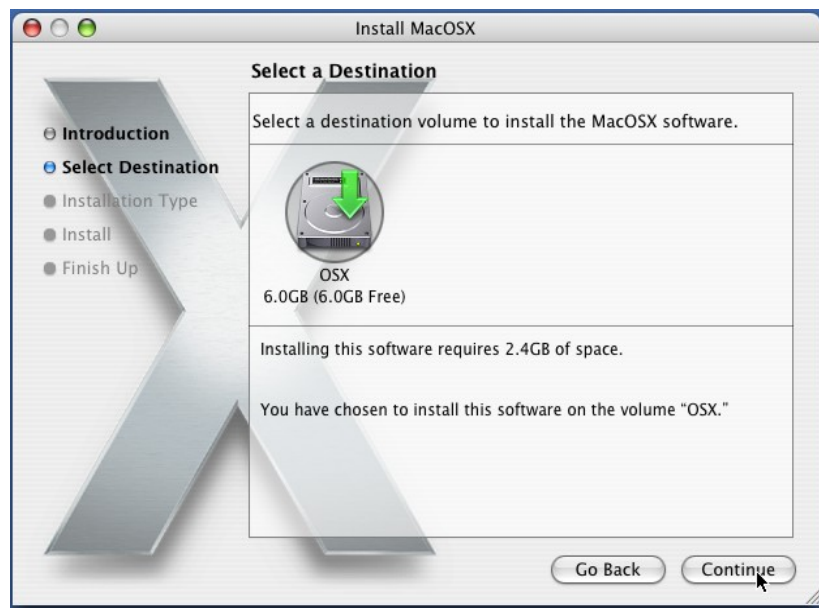 Install MacOSX
Select a Destination
Introduction
Select Destination
Installation Type
Install
Finish Up
Select a destination volume to install the MacOSX software.
OSX
6.0GB (6.0GB Free)
Installing this software requires 2.4GB of space.
You have chosen to install this software on the volume “OSX.”
Go Back
Continue